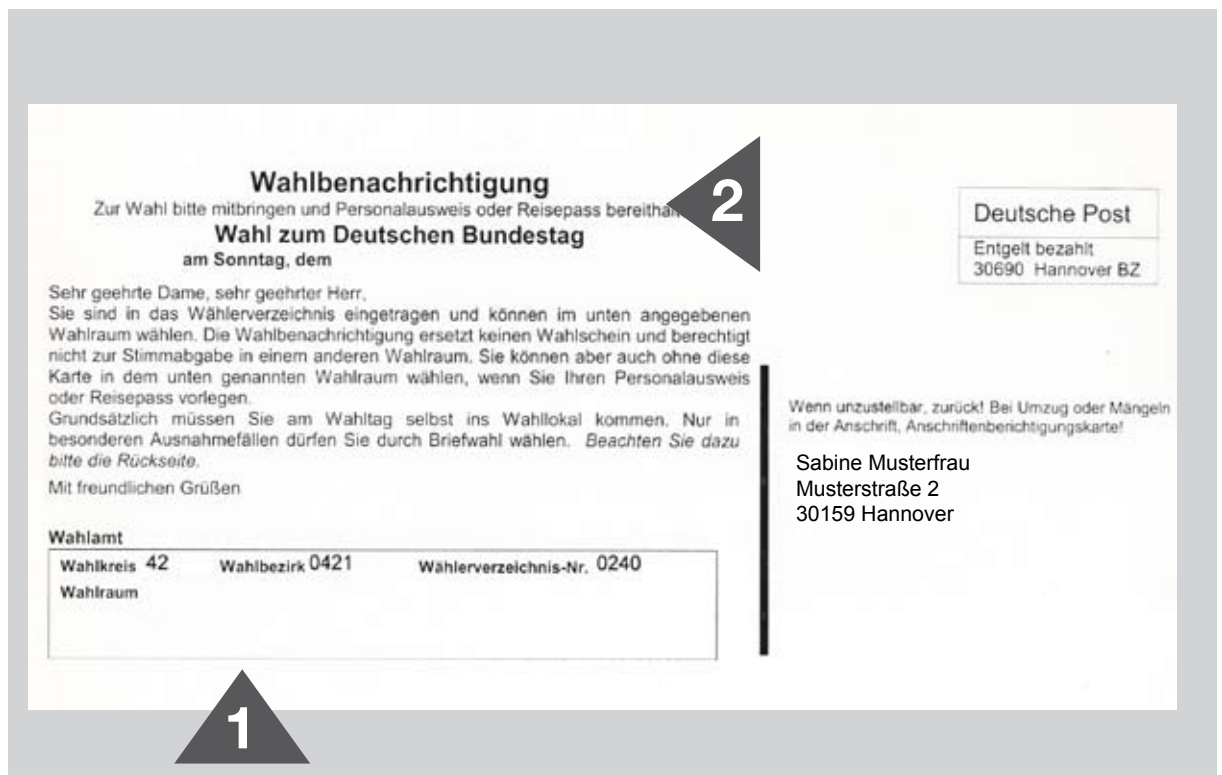 Wahlbenachrichtigung
Zur Wahl bitte mitbringen und Personalausweis oder Reisepass
Wahl zum Deutschen Bundestag
am Sonntag, dem
Sehr geehrte Dame, sehr geehrter Herr,
Sie sind in das Wählerverzeichnis eingetragen und können im unten angegebenen
Wahlraum wählen. Die Wahlbenachrichtigung ersetzt keinen Wahlschein und berechtigt
nicht zur Stimmabgabe in einem anderen Wahlraum. Sie können aber auch ohne diese
Karte in dem unten genannten Wahlraum wählen, wenn Sie Ihren Personalausweis
oder Reisepass vorlegen.
Grundsätzlich müssen Sie am Wahltag selbst ins Wahllokal kommen. Nur in
besonderen Ausnahmefällen dürfen Sie durch Briefwahl wählen. Beachten Sie dazu
bitte die Rückseite.
Mit freundlichen Grüßen
Wahlamt
Wahlkreis 42 Wahlbezirk 0421 Wählerverzeichnis-Nr. 0240
Wahlraum
1
2
Deutsche Post
Entgelt bezahlt
30690 Hannover BZ
Wenn unzustellbar, zurück! Bei Umzug oder Mängeln
in der Anschrift, Anschriftenberichtigungskarte!
Sabine Musterfrau
Musterstraße 2
30159 Hannover